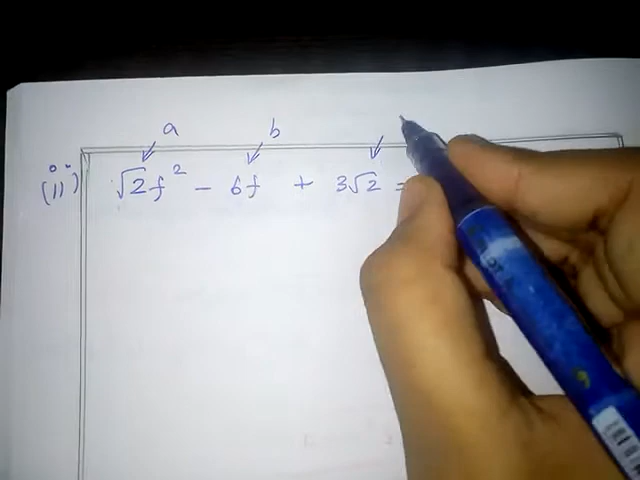 a b
(ii) √2f² - 6f + 3√2 =